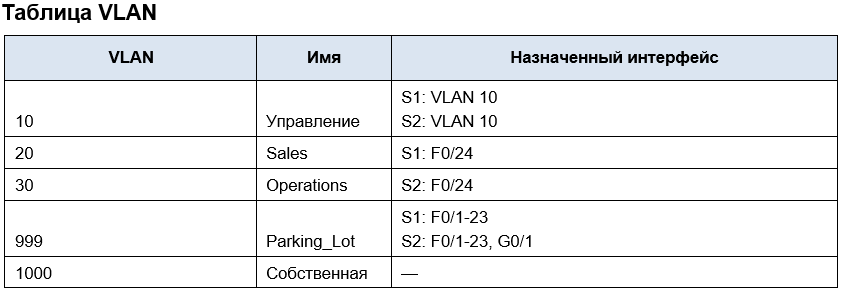 Таблица VLAN
VLAN Имя Назначенный интерфейс
S1: VLAN 10
10 Управление S2: VLAN 10
20 Sales S1: F0/24
30 Operations S2: F0/24
S1: F0/1-23
999 Parking_Lot S2: F0/1-23, G0/1
1000 Собственная —